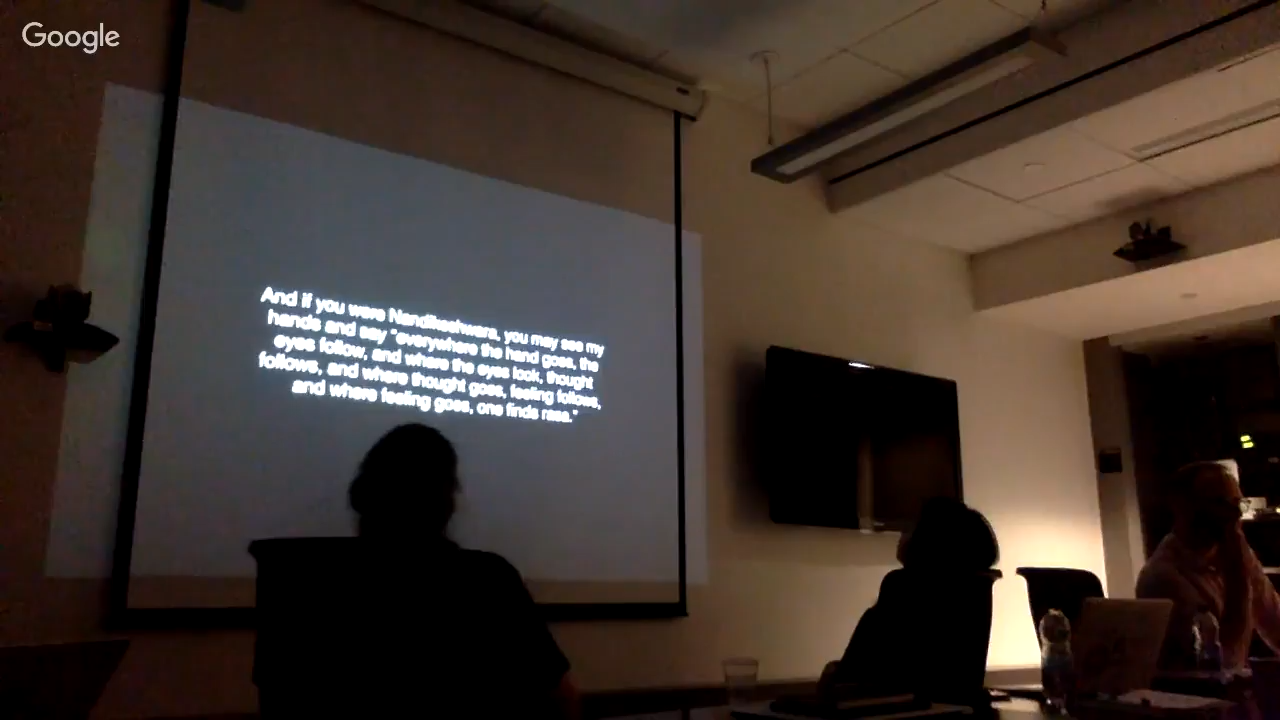 Google
And if you were Nandikeshwara, you may see my
hands and say "everywhere the hand goes, the
eyes follow, and where the eyes look, thought
follows, and where thought goes, feeling follows,
and where feeling goes, one finds rasa."